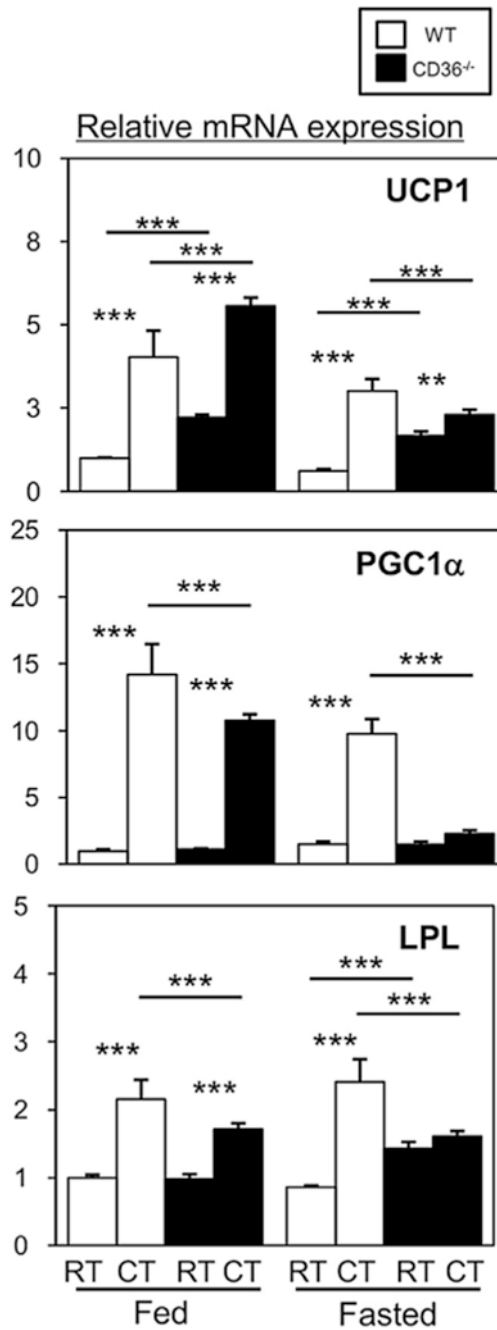 WT
CD36-/-
Relative mRNA expression
UCP1
10
8
5
3
0
*** *** *** *** *** *** *** **
PGC1α
25
20
15
10
5
0
*** *** *** *** ***
LPL
5
4
3
2
1
0
*** *** *** *** *** ***
RT CT RT CT RT CT RT CT
Fed Fasted